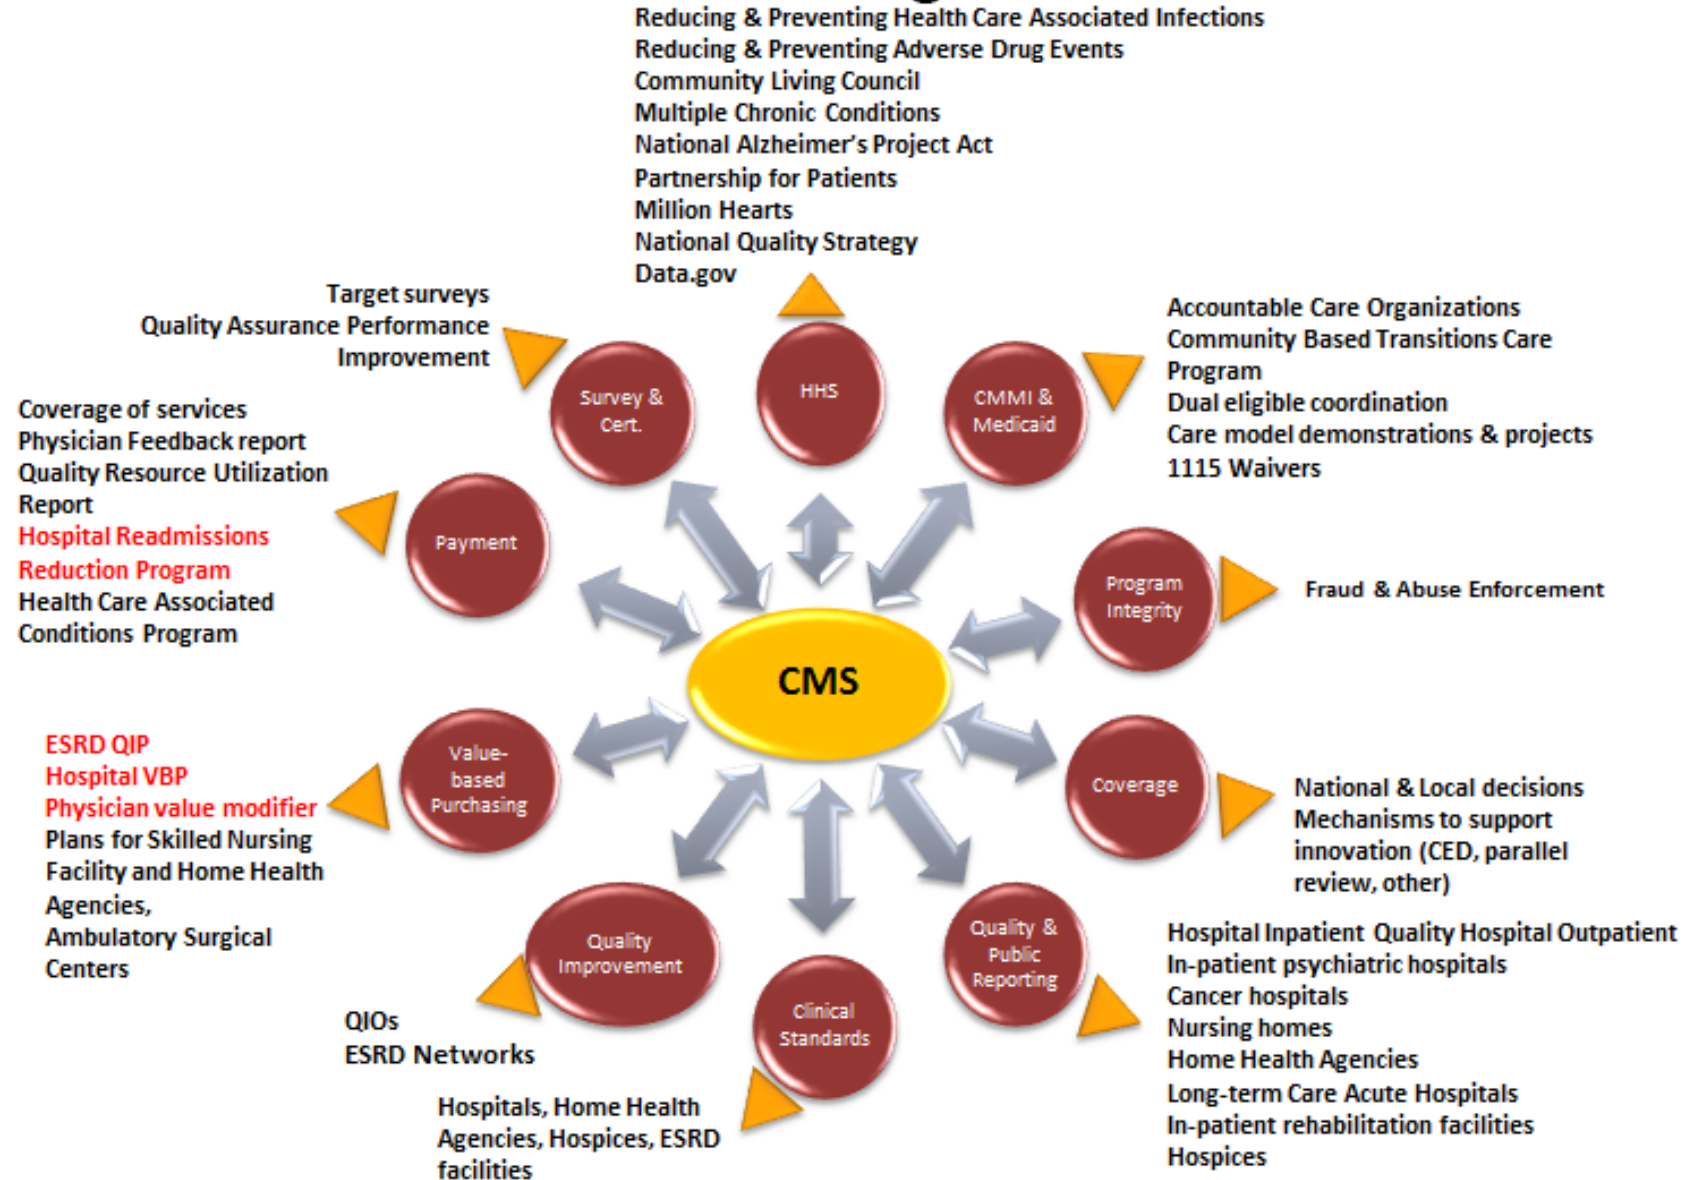 Reducing & Preventing Health Care Associated Infections
Reducing & Preventing Adverse Drug Events
Community Living Council
Multiple Chronic Conditions
National Alzheimer's Project Act
Partnership for Patients
Million Hearts
National Quality Strategy
Data.gov
Target surveys
Quality Assurance Performance
Improvement
Accountable Care Organizations
Community Based Transitions Care
Program
Dual eligible coordination
Care model demonstrations & projects
1115 Waivers
Survey &
Cert.
HHS
CMMI &
Medicaid
Coverage of services
Physician Feedback report
Quality Resource Utilization
Report
Hospital Readmissions
Reduction Program
Health Care Associated
Conditions Program
Payment
Program
Integrity
Fraud & Abuse Enforcement
CMS
ESRD QIP
Hospital VBP
Physician value modifier
Plans for Skilled Nursing
Facility and Home Health
Agencies,
Ambulatory Surgical
Centers
Value-
based
Purchasing
Coverage
National & Local decisions
Mechanisms to support
innovation (CED, parallel
review, other)
Quality
Improvement
QIOs
ESRD Networks
Clinical
Standards
Hospitals, Home Health
Agencies, Hospices, ESRD
facilities
Quality &
Public
Reporting
Hospital Inpatient Quality Hospital Outpatient
In-patient psychiatric hospitals
Cancer hospitals
Nursing homes
Home Health Agencies
Long-term Care Acute Hospitals
In-patient rehabilitation facilities
Hospices